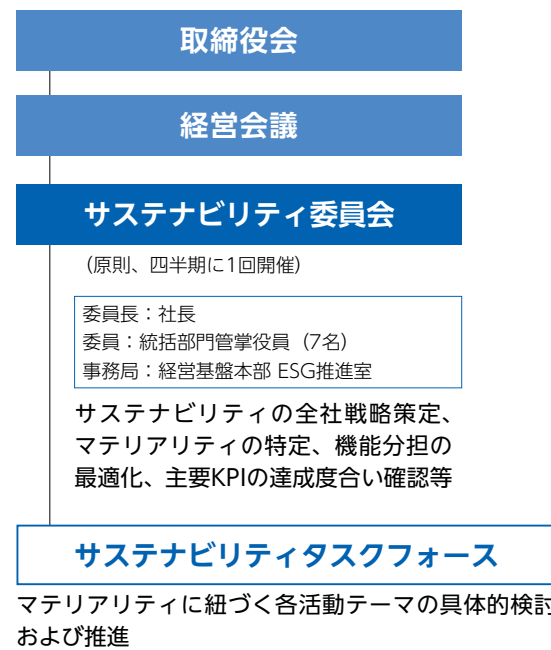 取締役会
経営会議
サステナビリティ委員会
（原則、四半期に1回開催）
委員長：社長
委員：統括部門管掌役員（7名）
事務局：経営基盤本部 ESG推進室
サステナビリティの全社戦略策定、
マテリアリティの特定、機能分担の
最適化、主要KPIの達成度合い確認等
サステナビリティタスクフォース
マテリアリティに紐づく各活動テーマの具体的検討
および推進